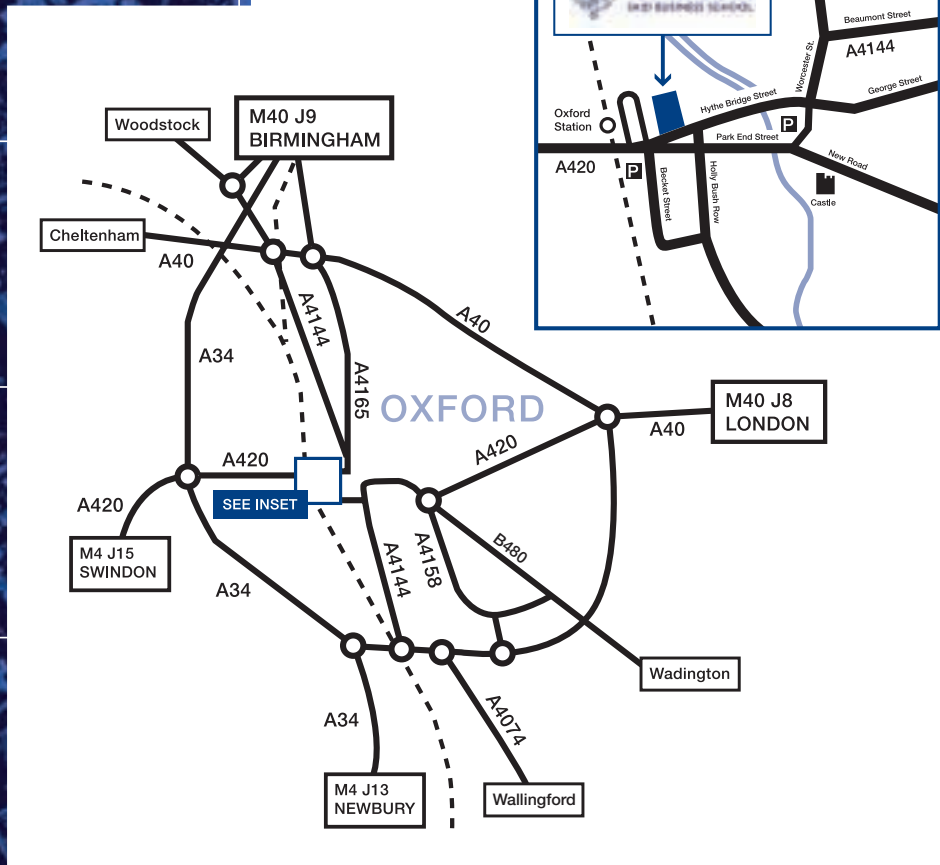 SAID BUSINESS SCHOOL
Beaumont Street
A4144
Worcester St.
George Street
Hythe Bridge Street
Oxford
Station
P
Park End Street
A420
P
New Road
Becket Street
Holly Bush Row
Castle
Woodstock
M40 J9
BIRMINGHAM
Cheltenham
A40
A4144
A40
A34
A4165
OXFORD
M40 J8
LONDON
A40
A420
A420
SEE INSET
A420
M4 J15
SWINDON
A34
A4144
A4158
B480
Wadington
A34
A4074
M4 J13
NEWBURY
Wallingford